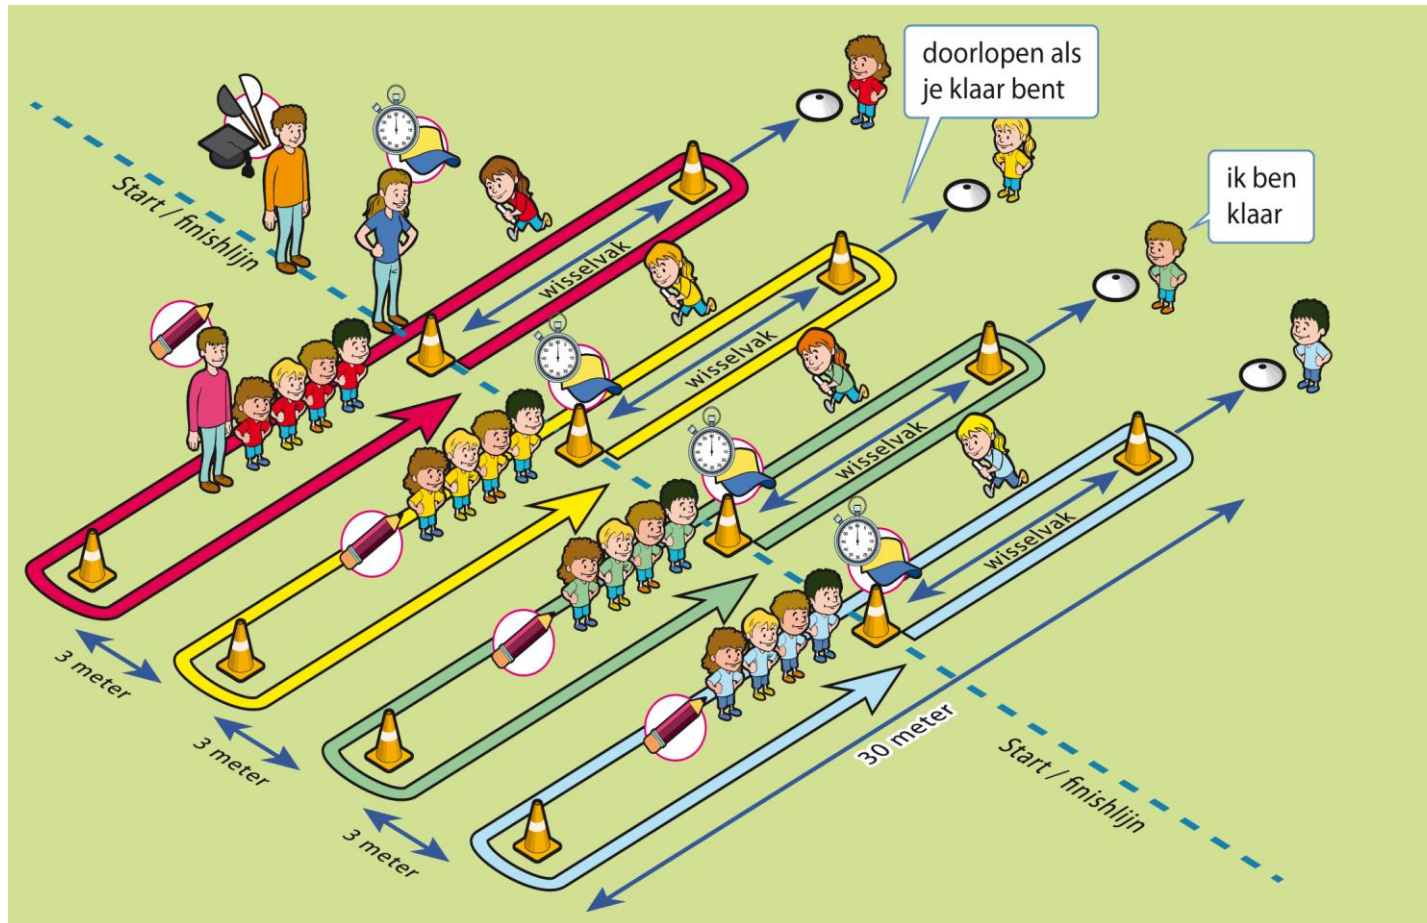 doorlopen als
je klaar bent
ik ben
klaar
Start / finishlijn
wisselvak
wisselvak
wisselvak
wisselvak
3 meter
3 meter
3 meter
30 meter
Start / finishlijn